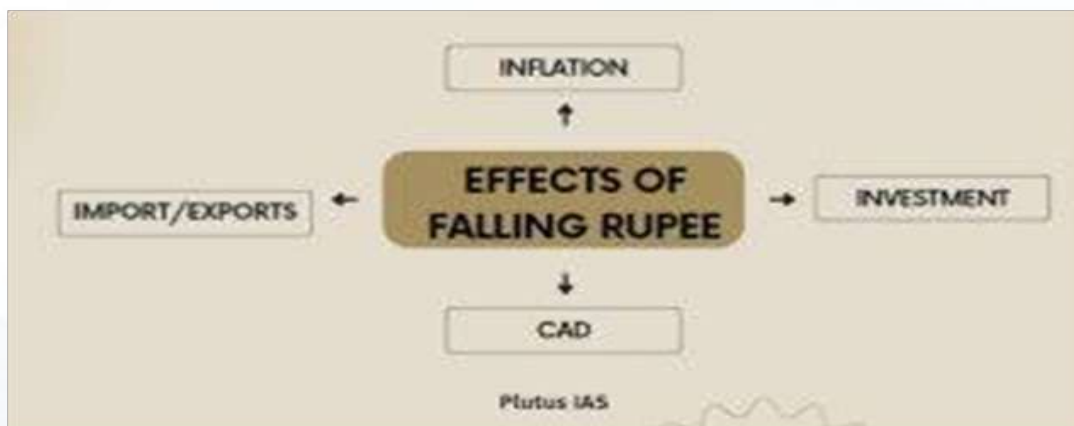 INFLATION
EFFECTS OF
FALLING RUPEE
IMPORT/EXPORTS
INVESTMENT
CAD
Plutus IAS